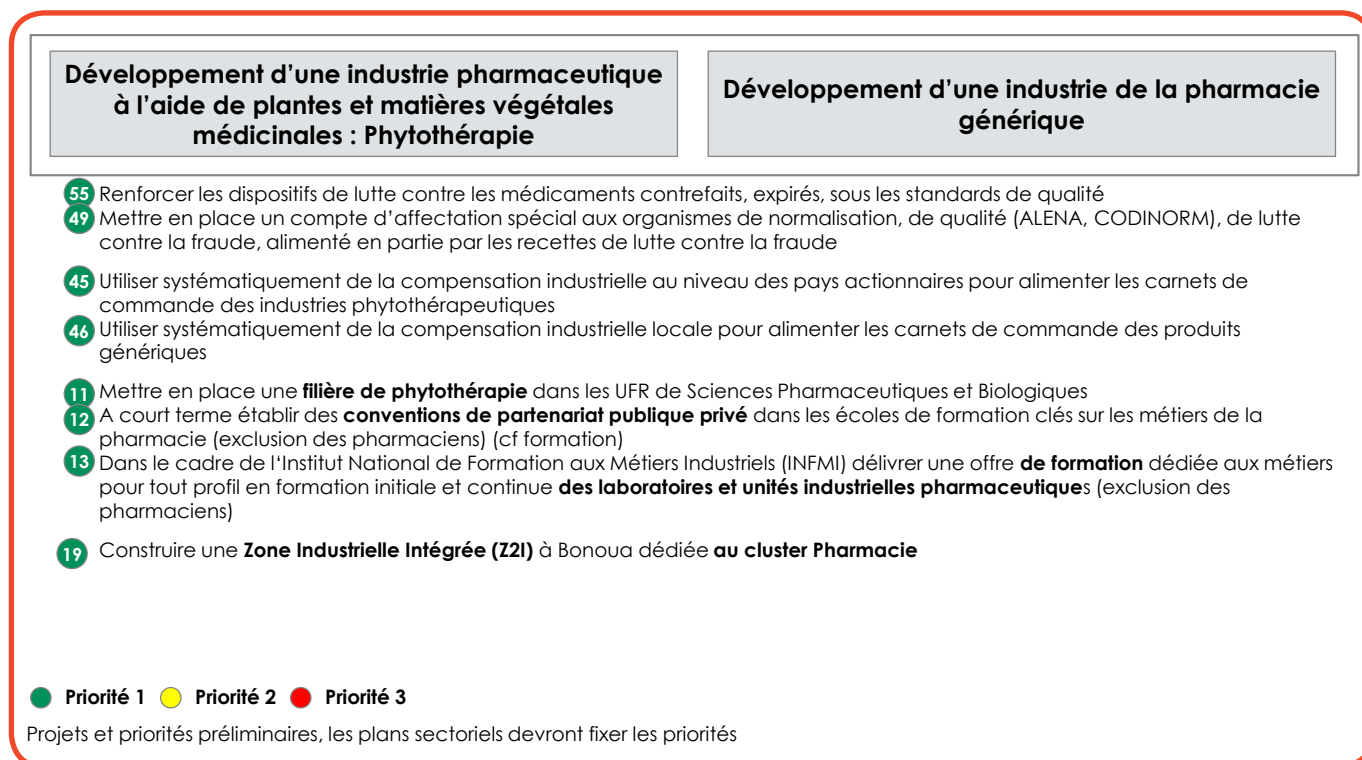 Développement d'une industrie pharmaceutique
à l'aide de plantes et matières végétales
médicinales : Phytothérapie
Développement d'une industrie de la pharmacie
générique
55 Renforcer les dispositifs de lutte contre les médicaments contrefaits, expirés, sous les standards de qualité
49 Mettre en place un compte d'affectation spécial aux organismes de normalisation, de qualité (ALENA, CODINORM), de lutte
contre la fraude, alimenté en partie par les recettes de lutte contre la fraude
45 Utiliser systématiquement de la compensation industrielle au niveau des pays actionnaires pour alimenter les carnets de
commande des industries phytothérapeutiques
46 Utiliser systématiquement de la compensation industrielle locale pour alimenter les carnets de commande des produits
génériques
11 Mettre en place une filière de phytothérapie dans les UFR de Sciences Pharmaceutiques et Biologiques
12 A court terme établir des conventions de partenariat publique privé dans les écoles de formation clés sur les métiers de la
pharmacie (exclusion des pharmaciens) (cf formation)
13 Dans le cadre de l'Institut National de Formation aux Métiers Industriels (INFMI) délivrer une offre de formation dédiée aux métiers
pour tout profil en formation initiale et continue des laboratoires et unités industrielles pharmaceutiques (exclusion des
pharmaciens)
19 Construire une Zone Industrielle Intégrée (Z2I) à Bonoua dédiée au cluster Pharmacie
Priorité 1 Priorité 2 Priorité 3
Projets et priorités préliminaires, les plans sectoriels devront fixer les priorités